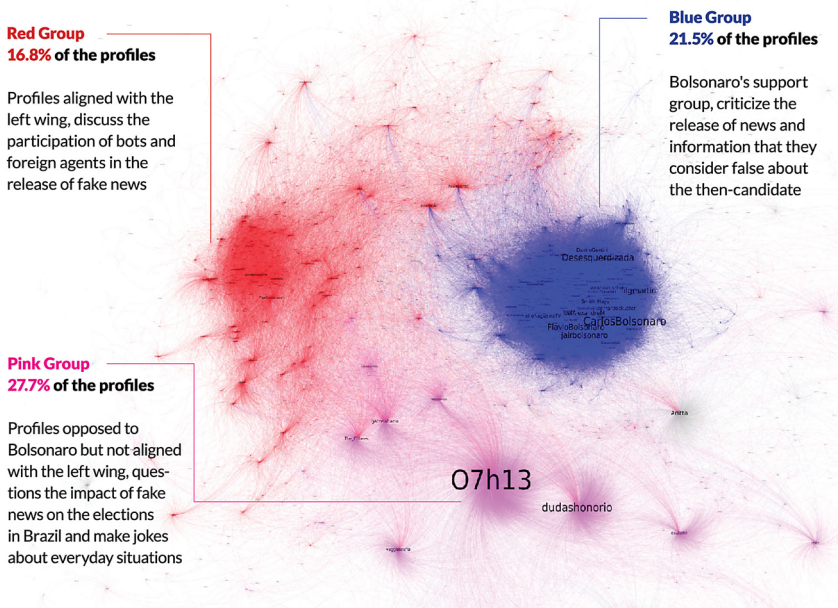 Red Group
16.8% of the profiles
Profiles aligned with the
left wing, discuss the
participation of bots and
foreign agents in the
release of fake news
Blue Group
21.5% of the profiles
Bolsonaro's support
group, criticize the
release of news and
information that they
consider false about
the then-candidate
Desesquerdizada
CarlosBolsonaro
FlavioBolsonaro
jairbolsonaro
Pink Group
27.7% of the profiles
Profiles opposed to
Bolsonaro but not aligned
with the left wing, ques-
tions the impact of fake
news on the elections
in Brazil and make jokes
about everyday situations
Anitta
O7h13
dudashonorio